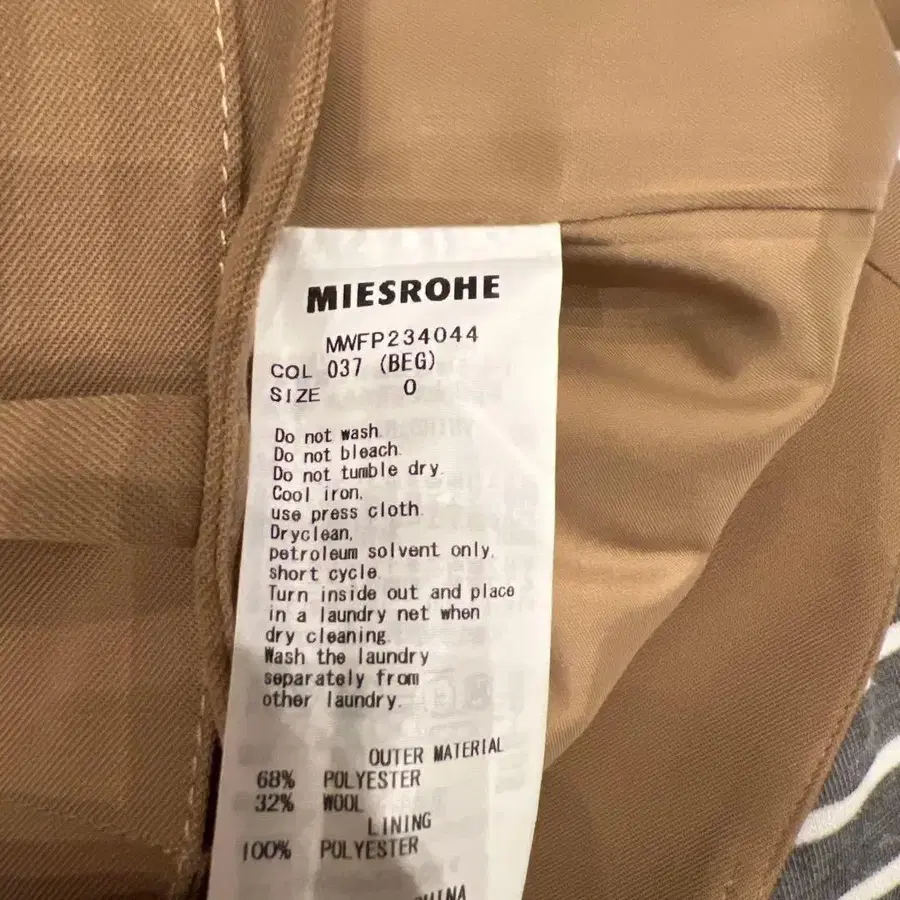 MIESROHE
MWFP234044
COL 037 (BEG)
SIZE 0
Do not wash.
Do not bleach.
Do not tumble dry.
Cool iron,
use press cloth.
Dryclean,
petroleum solvent only,
short cycle.
Turn inside out and place
in a laundry net when
dry cleaning.
Wash the laundry
separately from
other laundry.
OUTER MATERIAL
68% POLYESTER
32% WOOL
LINING
100% POLYESTER